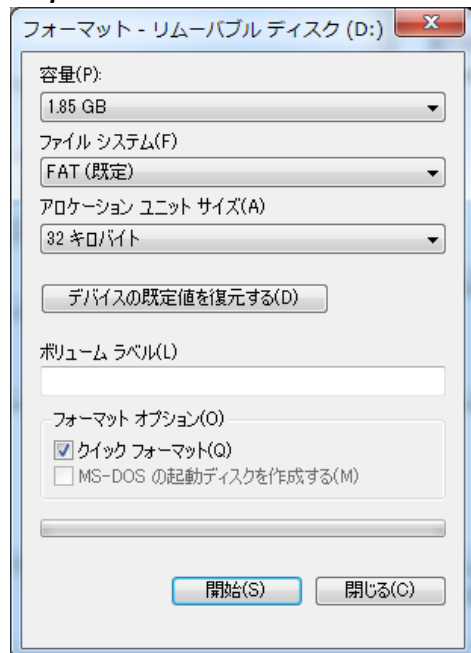 フォーマット - リムーバブル ディスク (D:)
容量(P):
1.85 GB
ファイル システム(F)
FAT (既定)
アロケーション ユニット サイズ(A)
32 キロバイト
デバイスの既定値を復元する(D)
ボリューム ラベル(L)
フォーマット オプション(O)
クイック フォーマット(Q)
MS-DOS の起動ディスクを作成する(M)
開始(S)
閉じる(C)